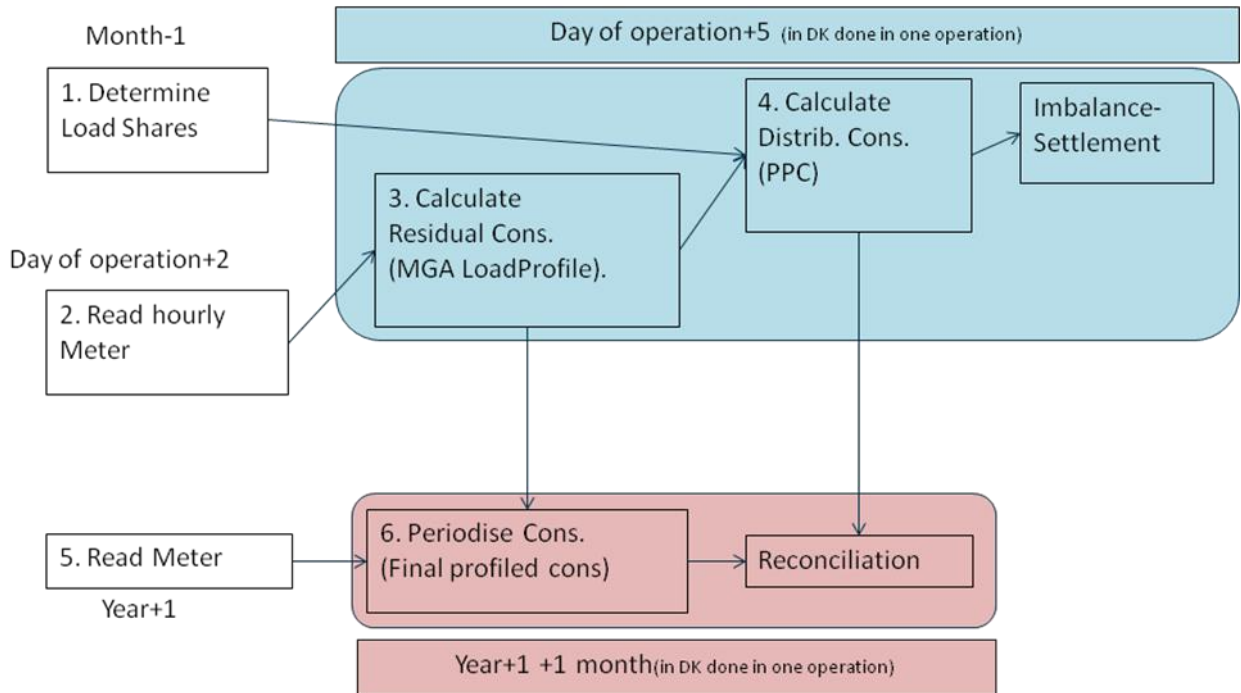 Month-1
Day of operation+5 (in DK done in one operation)
1. Determine
Load Shares
4. Calculate
Distrib. Cons.
(PPC)
Imbalance-
Settlement
3. Calculate
Residual Cons.
(MGA LoadProfile).
Day of operation+2
2. Read hourly
Meter
5. Read Meter
Year+1
6. Periodise Cons.
(Final profiled cons)
Reconciliation
Year+1 +1 month(in DK done in one operation)